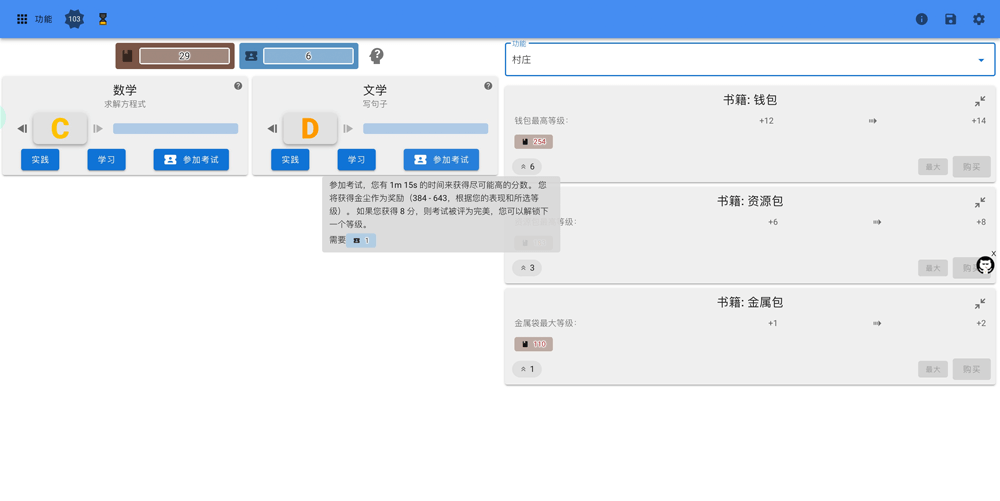 功能
103
29
6
功能
村庄
数学
求解方程式
C
实践
学习
参加考试
文学
写句子
D
实践
学习
参加考试
参加考试，您有 1m 15s 的时间来获得尽可能高的分数。 您
将获得金尘作为奖励（384 - 643，根据您的表现和所选等
级）。 如果您获得 8 分，则考试被评为完美，您可以解锁下
一个等级。
需要 1
书籍: 钱包
钱包最高等级: +12 ⇒ +14
254
6
最大
购买
书籍: 资源包
+6 ⇒ +8
3
最大
购买
X
书籍: 金属包
金属袋最大等级: +1 ⇒ +2
110
1
最大
购买